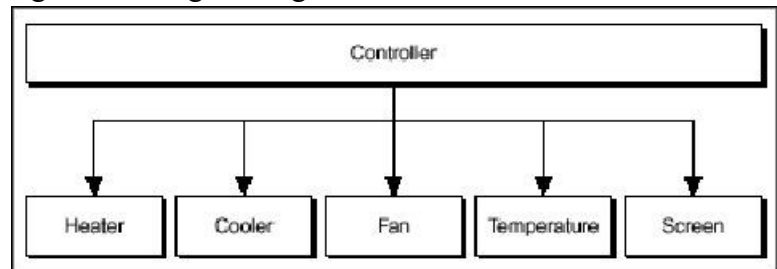 Controller
Heater
Cooler
Fan
Temperature
Screen